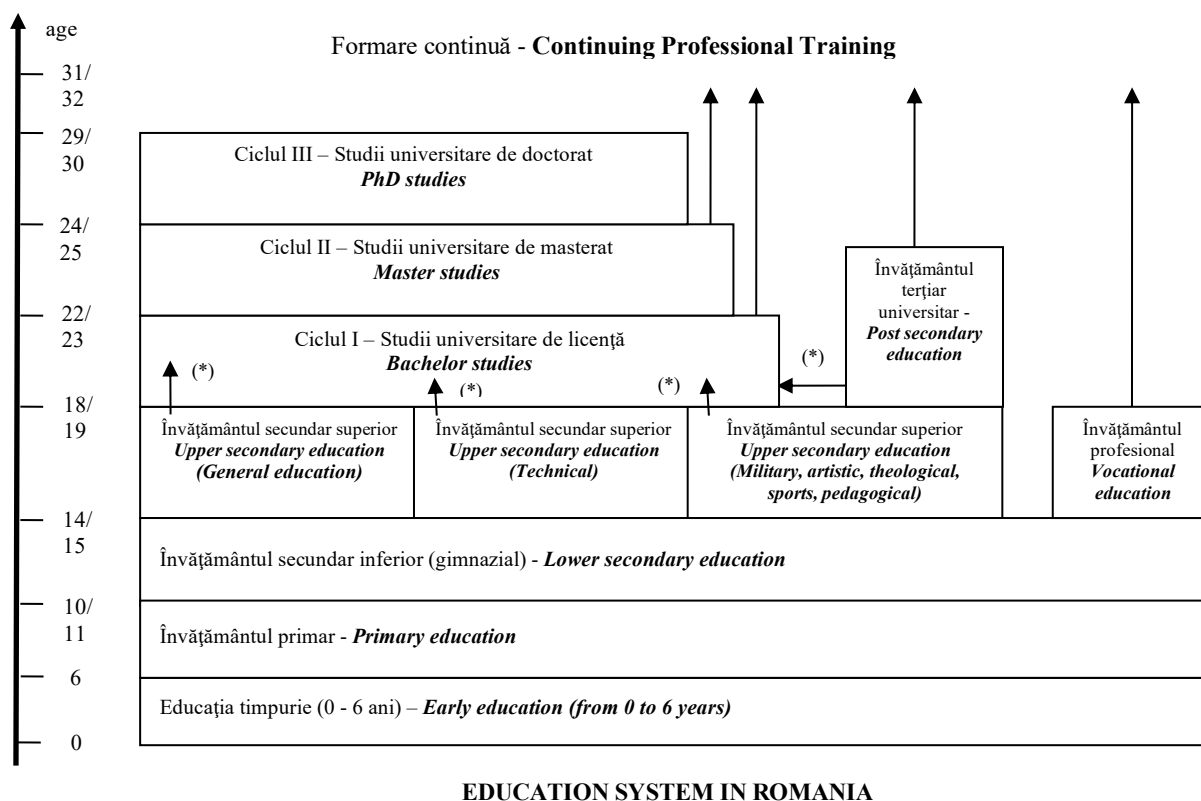 age
Formare continuă - Continuing Professional Training
31/
32
29/
30
Ciclul III – Studii universitare de doctorat
PhD studies
24/
25
Ciclul II – Studii universitare de masterat
Master studies
Învăţământul
terţiar
universitar -
Post secondary
education
22/
23
Ciclul I – Studii universitare de licenţă
Bachelor studies
(*)
(*)
(*)
(*)
18/
19
Învăţământul secundar superior
Upper secondary education
(General education)
Învăţământul secundar superior
Upper secondary education
(Technical)
Învăţământul secundar superior
Upper secondary education
(Military, artistic, theological,
sports, pedagogical)
Învăţământul
profesional
Vocational
education
14/
15
Învăţământul secundar inferior (gimnazial) - Lower secondary education
10/
11
Învăţământul primar - Primary education
6
Educaţia timpurie (0 - 6 ani) – Early education (from 0 to 6 years)
0
EDUCATION SYSTEM IN ROMANIA